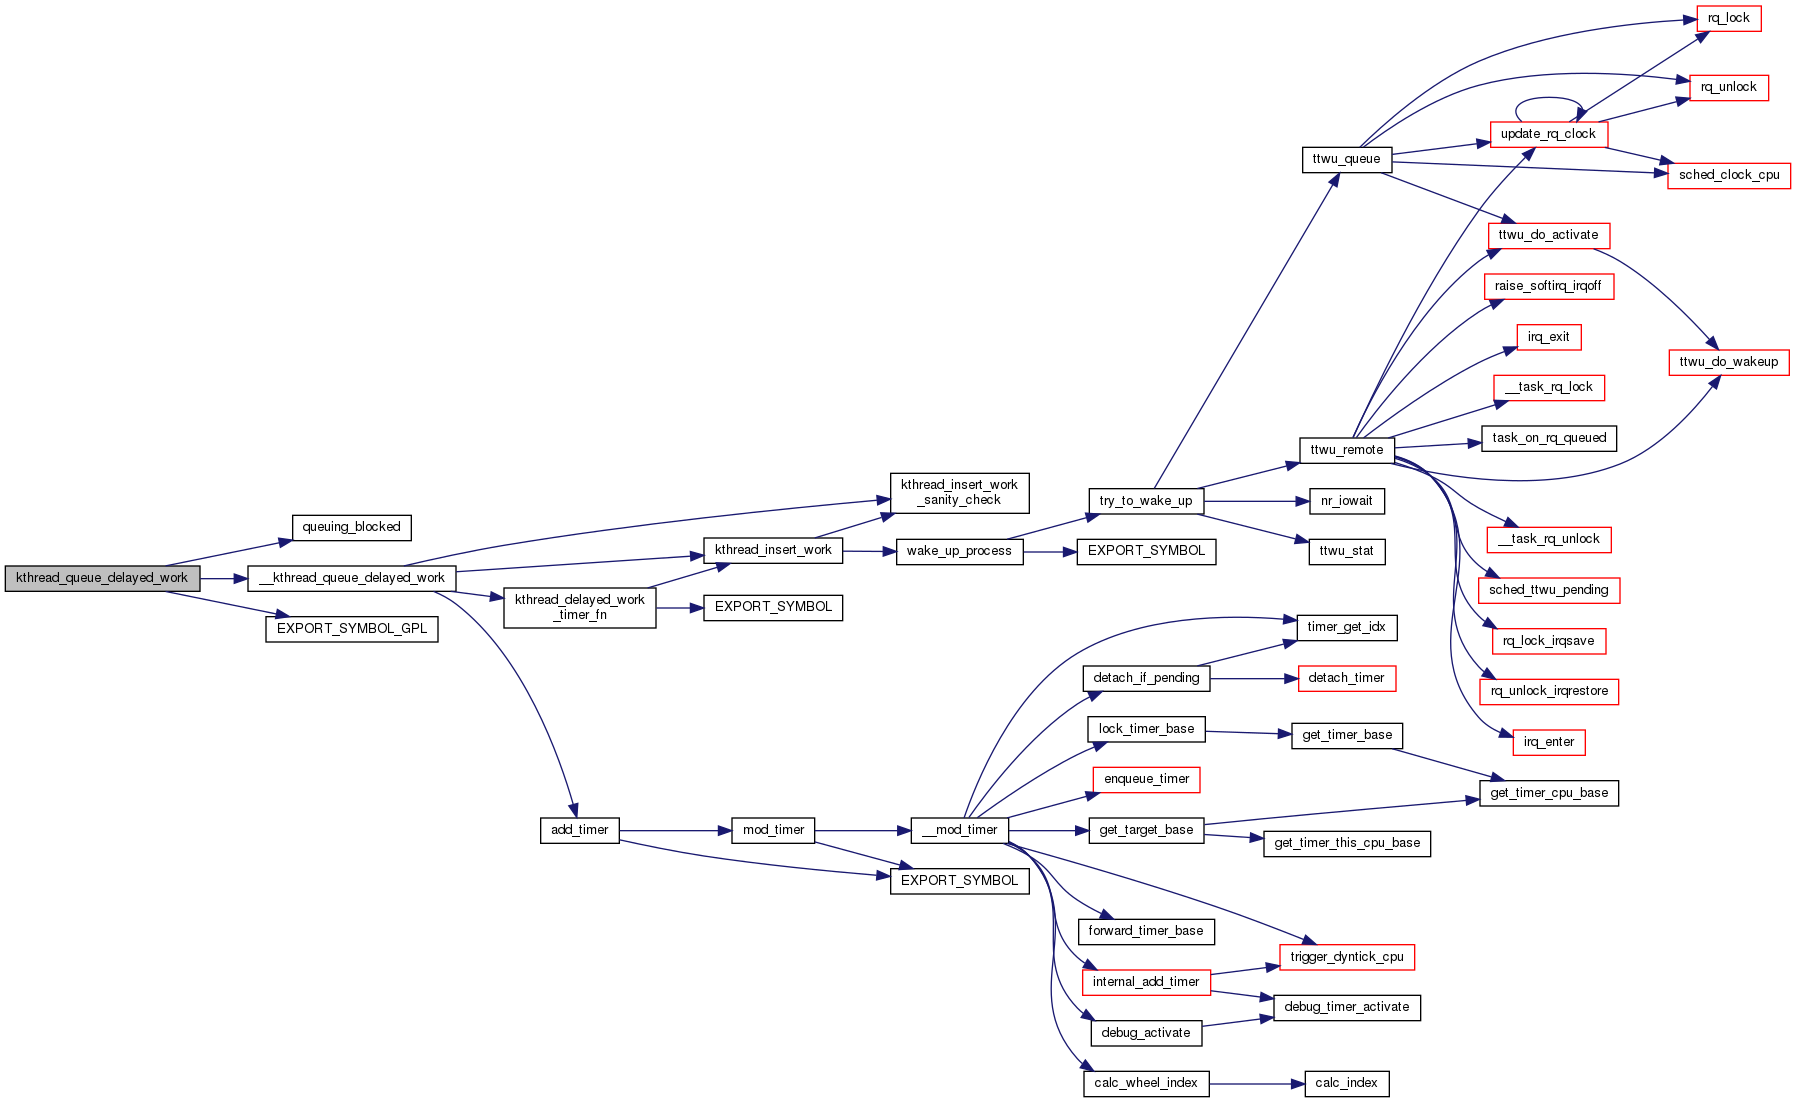 rq_lock
rq_unlock
update_rq_clock
ttwu_queue
sched_clock_cpu
ttwu_do_activate
raise_softirq_irqoff
irq_exit
ttwu_do_wakeup
__task_rq_lock
task_on_rq_queued
ttwu_remote
kthread_insert_work
_sanity_check
try_to_wake_up
nr_iowait
queuing_blocked
__task_rq_unlock
kthread_insert_work
wake_up_process
EXPORT_SYMBOL
ttwu_stat
kthread_queue_delayed_work
__kthread_queue_delayed_work
sched_ttwu_pending
kthread_delayed_work
_timer_fn
EXPORT_SYMBOL
EXPORT_SYMBOL_GPL
timer_get_idx
rq_lock_irqsave
detach_if_pending
detach_timer
rq_unlock_irqrestore
lock_timer_base
get_timer_base
irq_enter
enqueue_timer
get_timer_cpu_base
add_timer
mod_timer
__mod_timer
get_target_base
get_timer_this_cpu_base
EXPORT_SYMBOL
forward_timer_base
trigger_dyntick_cpu
internal_add_timer
debug_timer_activate
debug_activate
calc_wheel_index
calc_index